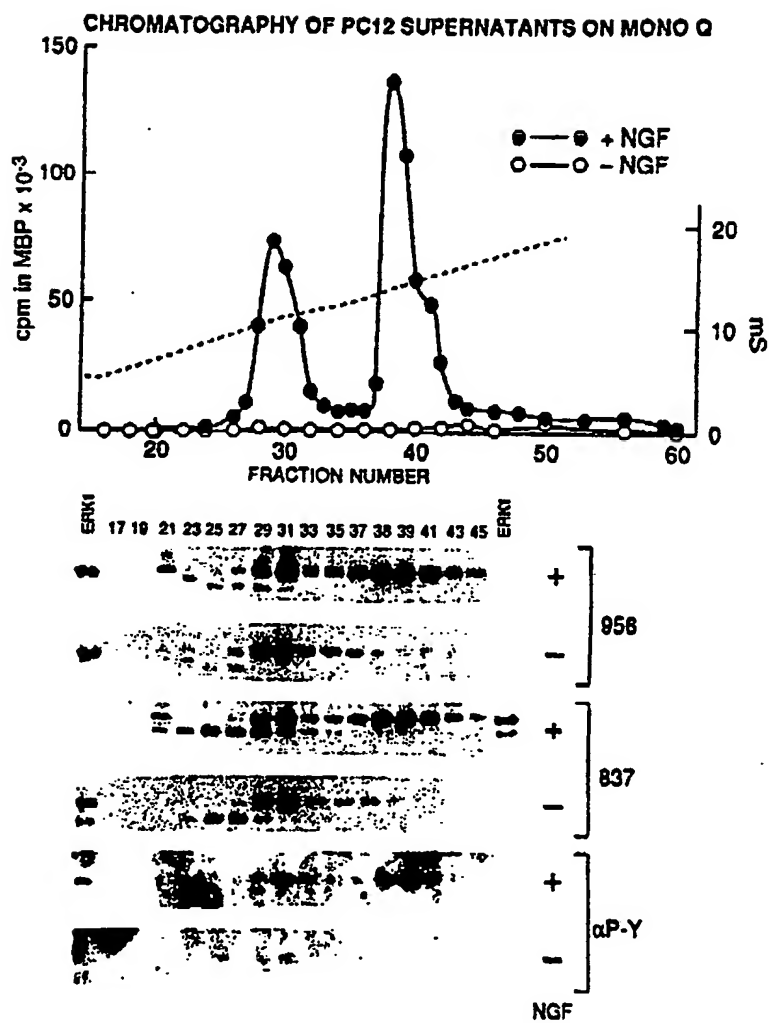 CHROMATOGRAPHY OF PC12 SUPERNATANTS ON MONO Q
150
100
50
0
cpm in MBP x 10-3
+ NGF
- NGF
20
10
0
mS
20 30 40 50 60
FRACTION NUMBER
ERK1 17 19 21 23 25 27 29 31 33 35 37 38 39 41 43 45 ERK1
+
956
-
+
837
-
+
αP-Y
-
NGF